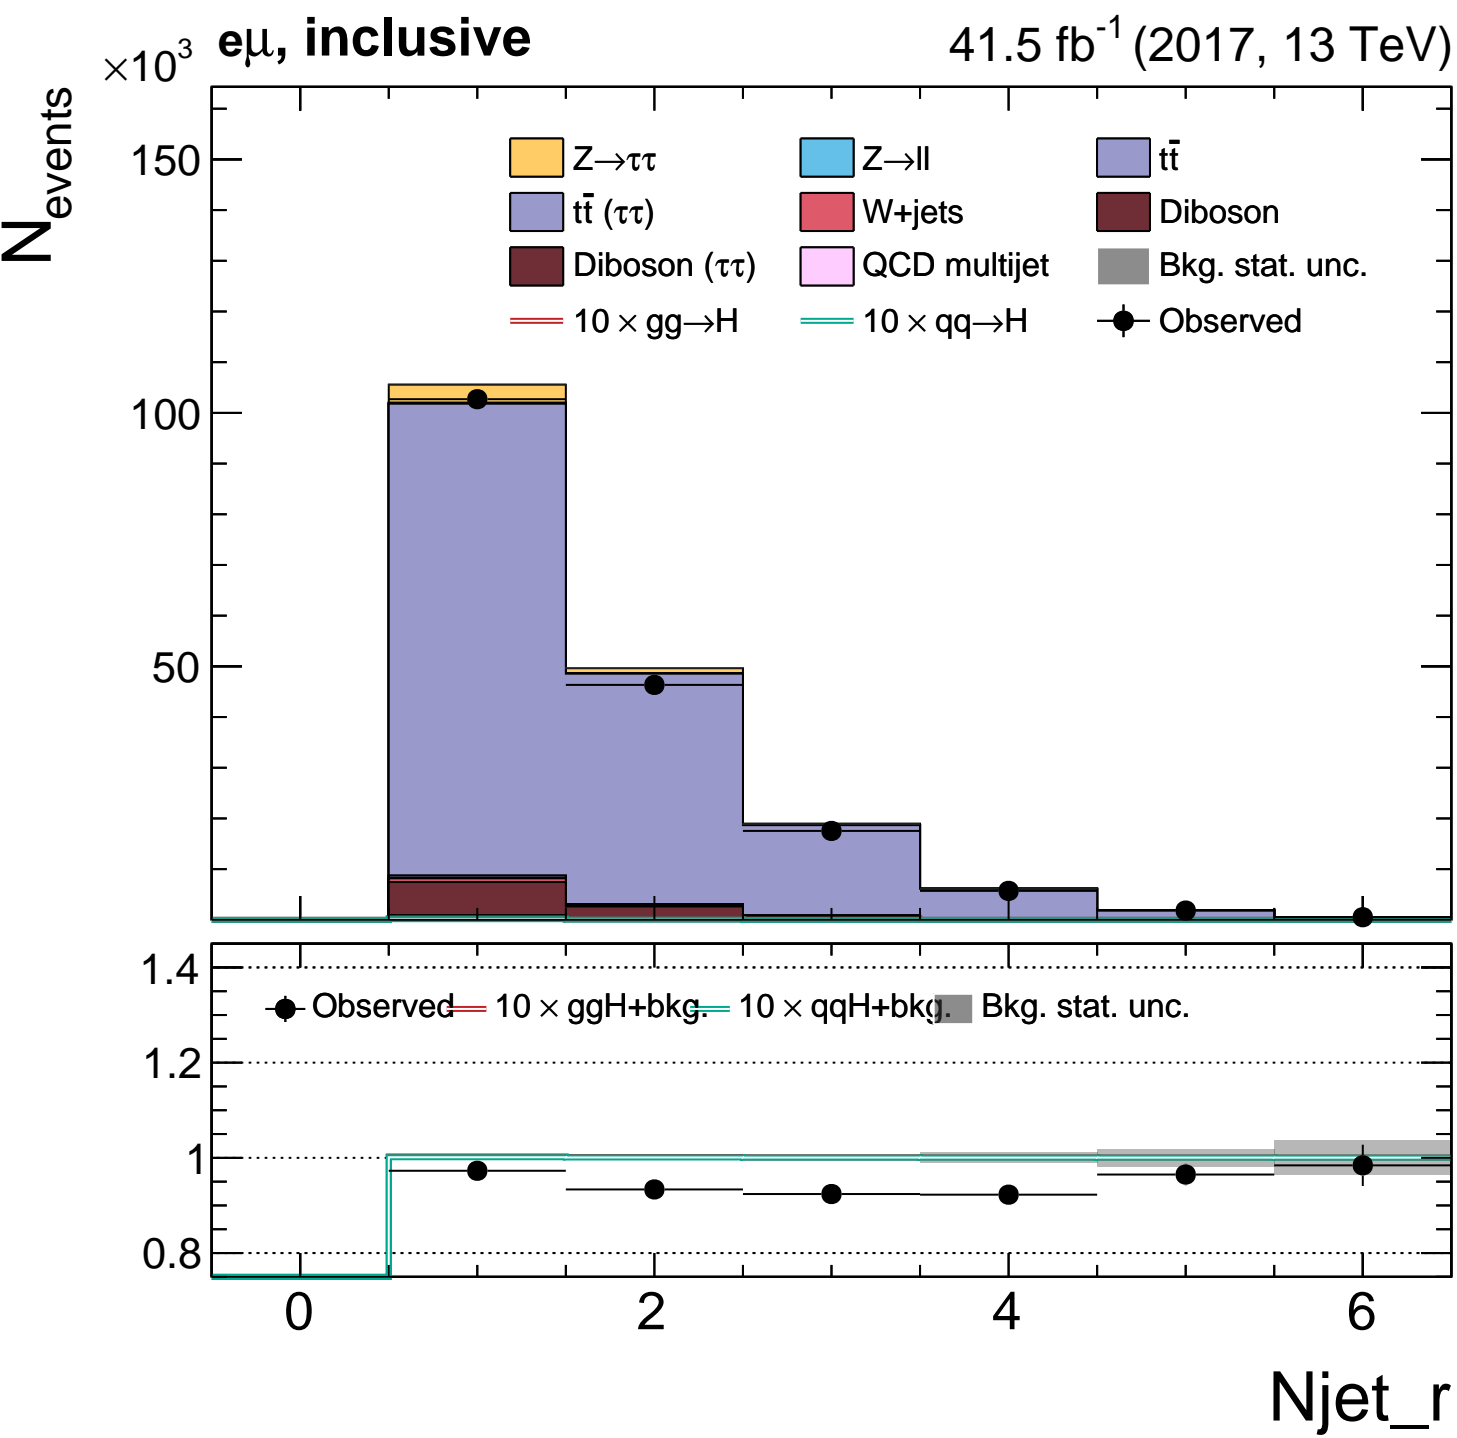 ×10³ eμ, inclusive 41.5 fb⁻¹ (2017, 13 TeV)
N_events
150
100
50
Z→ττ Z→ll tt̄
tt̄ (ττ) W+jets Diboson
Diboson (ττ) QCD multijet Bkg. stat. unc.
10 × gg→H 10 × qq→H Observed
1.4
1.2
1
0.8
Observed 10 × ggH+bkg. 10 × qqH+bkg. Bkg. stat. unc.
0 2 4 6
Njet_r